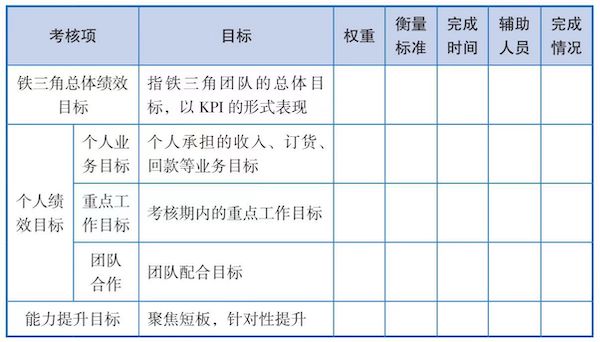 考核项 目标 权重 衡量标准 完成时间 辅助人员 完成情况
铁三角总体绩效目标 指铁三角团队的总体目标，以 KPI 的形式表现
个人绩效目标
个人业务目标 个人承担的收入、订货、回款等业务目标
重点工作目标 考核期内的重点工作目标
团队合作 团队配合目标
能力提升目标 聚焦短板，针对性提升